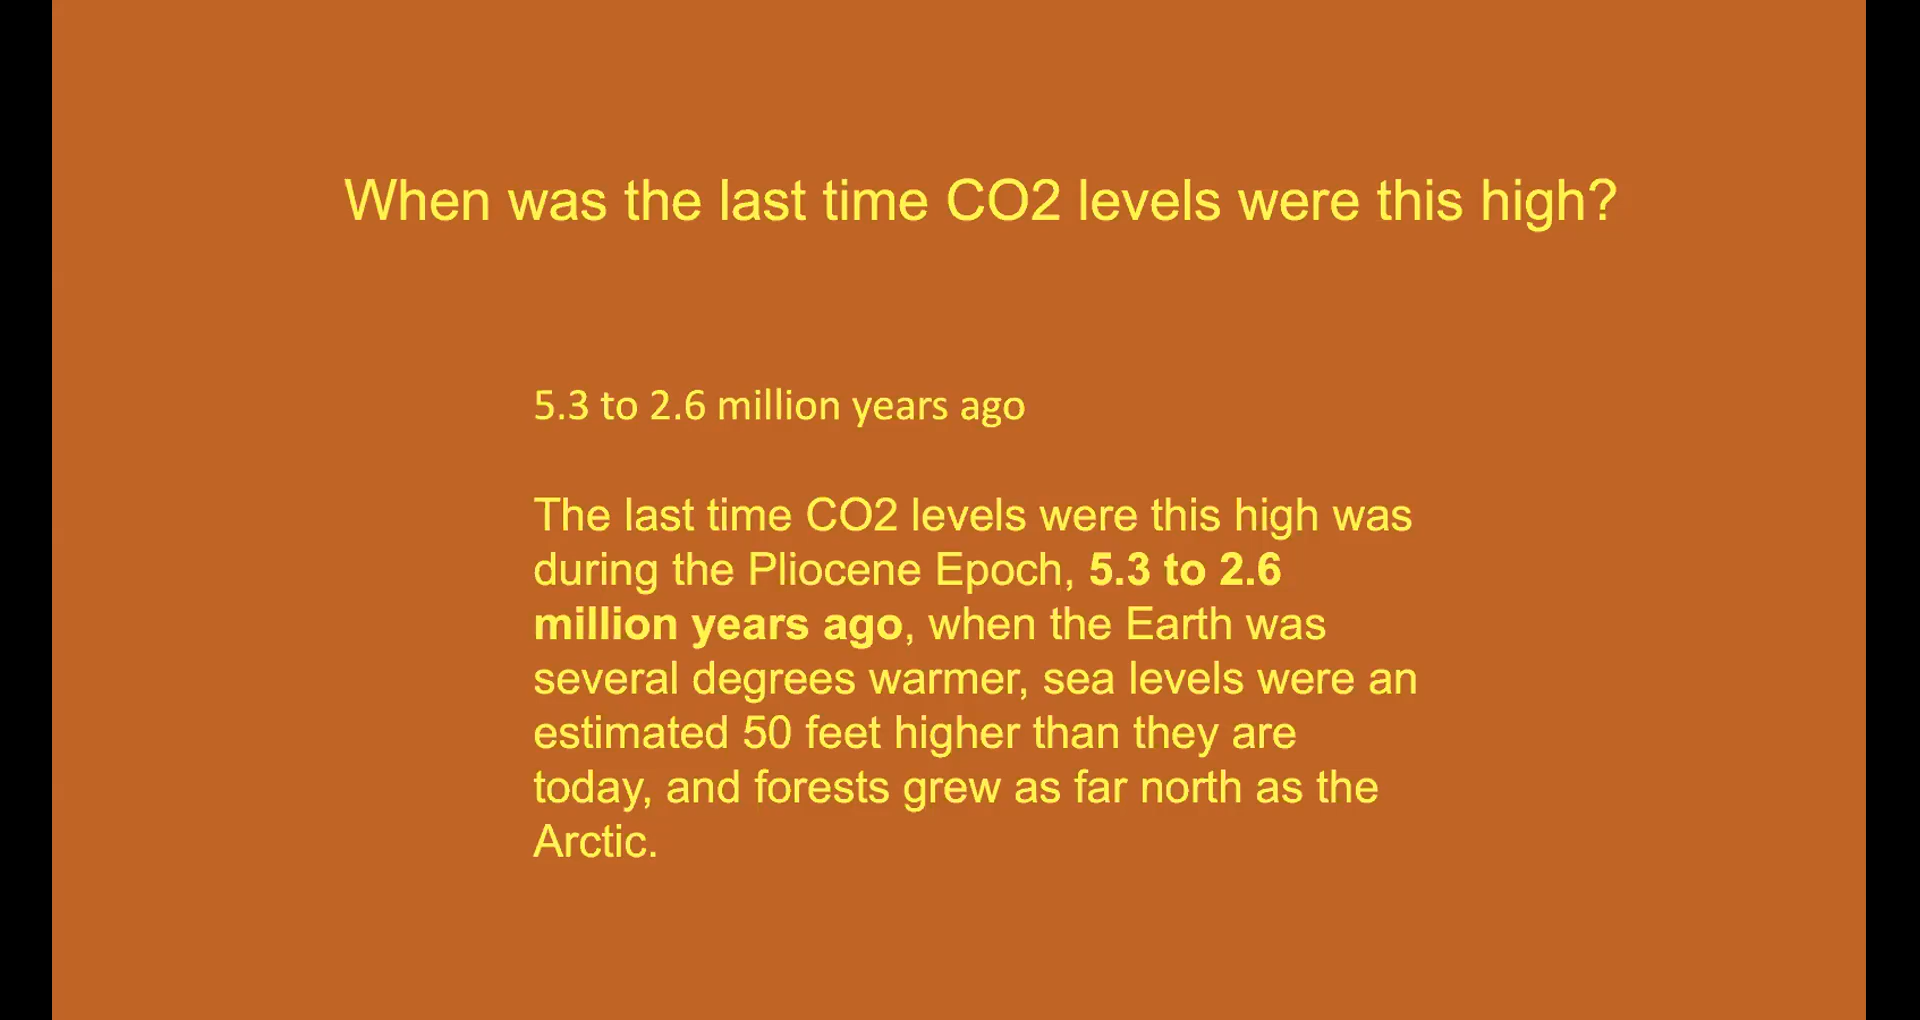 When was the last time CO2 levels were this high?
5.3 to 2.6 million years ago
The last time CO2 levels were this high was
during the Pliocene Epoch, 5.3 to 2.6
million years ago, when the Earth was
several degrees warmer, sea levels were an
estimated 50 feet higher than they are
today, and forests grew as far north as the
Arctic.